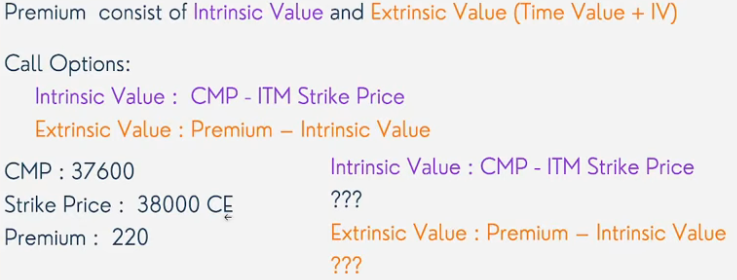 Premium consist of Intrinsic Value and Extrinsic Value (Time Value + IV)
Call Options:
Intrinsic Value : CMP - ITM Strike Price
Extrinsic Value : Premium – Intrinsic Value
CMP : 37600
Strike Price : 38000 CE
Premium : 220
Intrinsic Value : CMP - ITM Strike Price
???
Extrinsic Value : Premium – Intrinsic Value
???